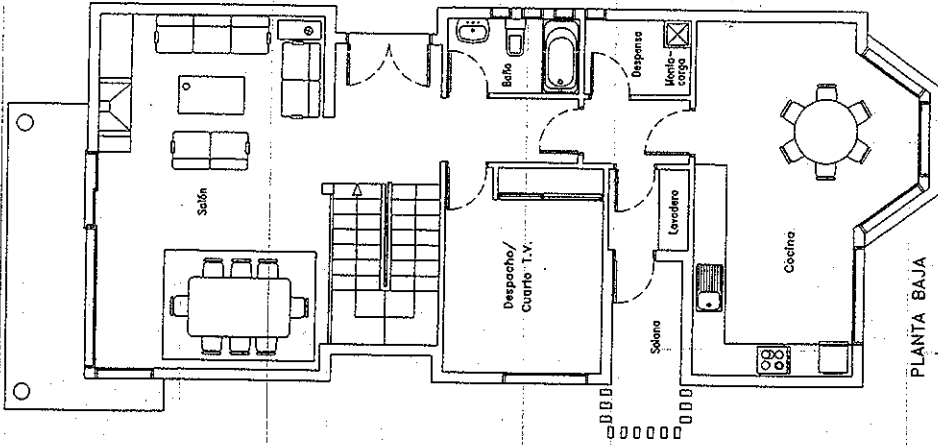 Salón
Baño
Despensa
Monta-
carga
Despacho/
Cuarto T.V.
Lavadero
Solana
Cocina
PLANTA BAJA